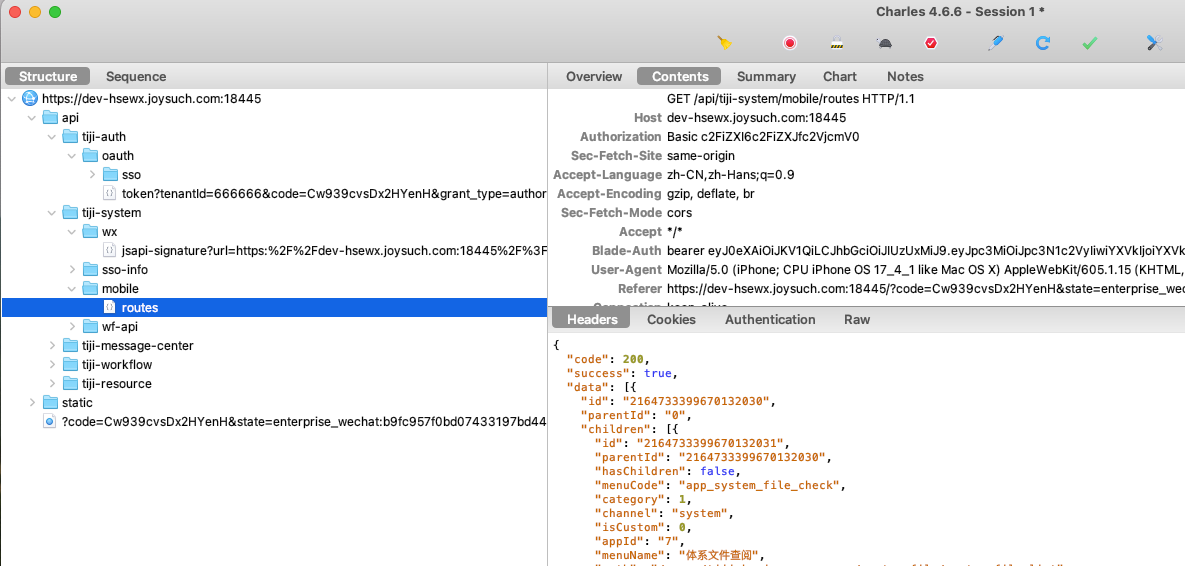 Charles 4.6.6 - Session 1 *
Structure
Sequence
https://dev-hsewx.joysuch.com:18445
api
tiji-auth
oauth
sso
token?tenantId=666666&code=Cw939cvsDx2HYenH&grant_type=author
tiji-system
wx
jsapi-signature?url=https:%2F%2Fdev-hsewx.joysuch.com:18445%2F%3F
sso-info
mobile
routes
wf-api
tiji-message-center
tiji-workflow
tiji-resource
static
?code=Cw939cvsDx2HYenH&state=enterprise_wechat:b9fc957f0bd07433197bd44
Overview
Contents
Summary
Chart
Notes
GET /api/tiji-system/mobile/routes HTTP/1.1
Host dev-hsewx.joysuch.com:18445
Authorization Basic c2FiZXI6c2FiZXJfc2VjcmV0
Sec-Fetch-Site same-origin
Accept-Language zh-CN,zh-Hans;q=0.9
Accept-Encoding gzip, deflate, br
Sec-Fetch-Mode cors
Accept */*
Blade-Auth bearer eyJ0eXAiOiJKV1QiLCJhbGciOiJIUzUxMiJ9.eyJpc3MiOiJpc3N1c2VyIiwiYXVkIjoiYXVk
User-Agent Mozilla/5.0 (iPhone; CPU iPhone OS 17_4_1 like Mac OS X) AppleWebKit/605.1.15 (KHTML,
Referer https://dev-hsewx.joysuch.com:18445/?code=Cw939cvsDx2HYenH&state=enterprise_wec
Headers
Cookies
Authentication
Raw
{
"code": 200,
"success": true,
"data": [{
"id": "2164733399670132030",
"parentId": "0",
"children": [{
"id": "2164733399670132031",
"parentId": "2164733399670132030",
"hasChildren": false,
"menuCode": "app_system_file_check",
"category": 1,
"channel": "system",
"isCustom": 0,
"appId": "7",
"menuName": "体系文件查阅",